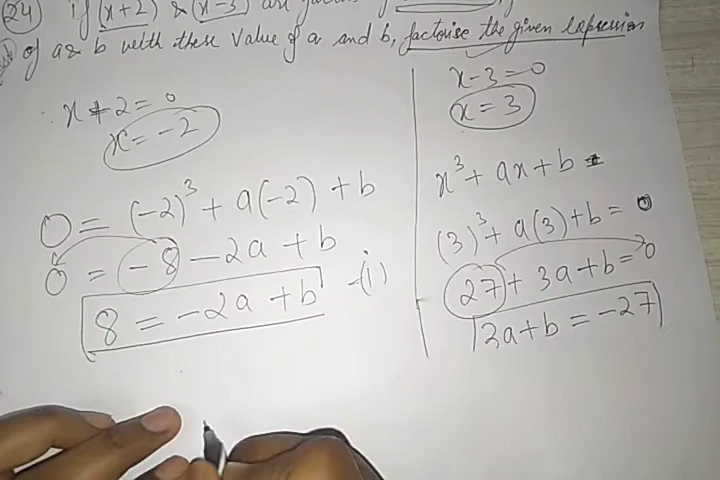 24) if (x+2) & (x-3) are factors
of a & b with these value of a and b, factorise the given expression
x+2=0
x=-2
0 = (-2)³ + a(-2) + b
0 = -8 - 2a + b
8 = -2a + b -(i)
x-3=0
x=3
x³ + ax + b =
(3)³ + a(3) + b = 0
27 + 3a + b = 0
3a+b = -27